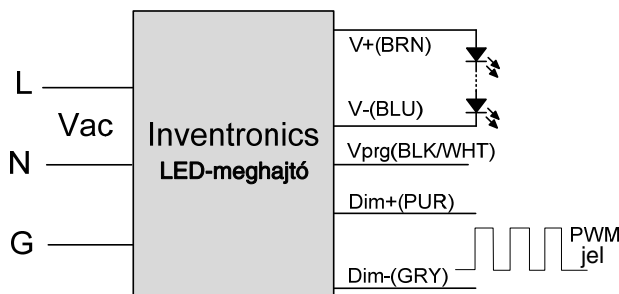 L
Vac
N
G
Inventronics
LED-meghajtó
V+(BRN)
V-(BLU)
Vprg(BLK/WHT)
Dim+(PUR)
Dim-(GRY)
PWM
jel